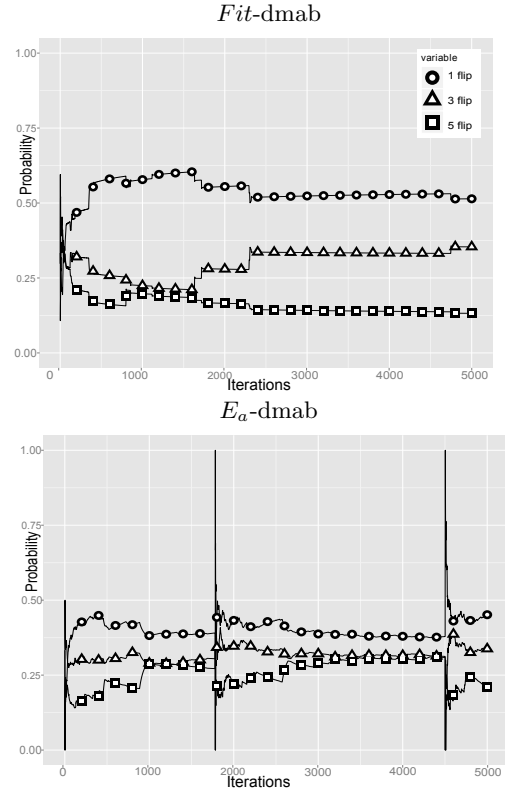 Fit-dmab
1.00
0.75
0.50
0.25
0.00
Probability
variable
1 flip
3 flip
5 flip
0 1000 2000 3000 4000 5000
Iterations
E_a-dmab
1.00
0.75
0.50
0.25
0.00
Probability
0 1000 2000 3000 4000 5000
Iterations